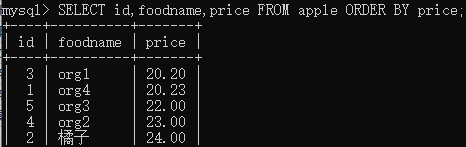 mysql> SELECT id,foodname,price FROM apple ORDER BY price;
+----+----------+-------+
| id | foodname | price |
+----+----------+-------+
| 3 | org1 | 20.20 |
| 1 | org4 | 20.23 |
| 5 | org3 | 22.00 |
| 4 | org2 | 23.00 |
| 2 | 橘子 | 24.00 |